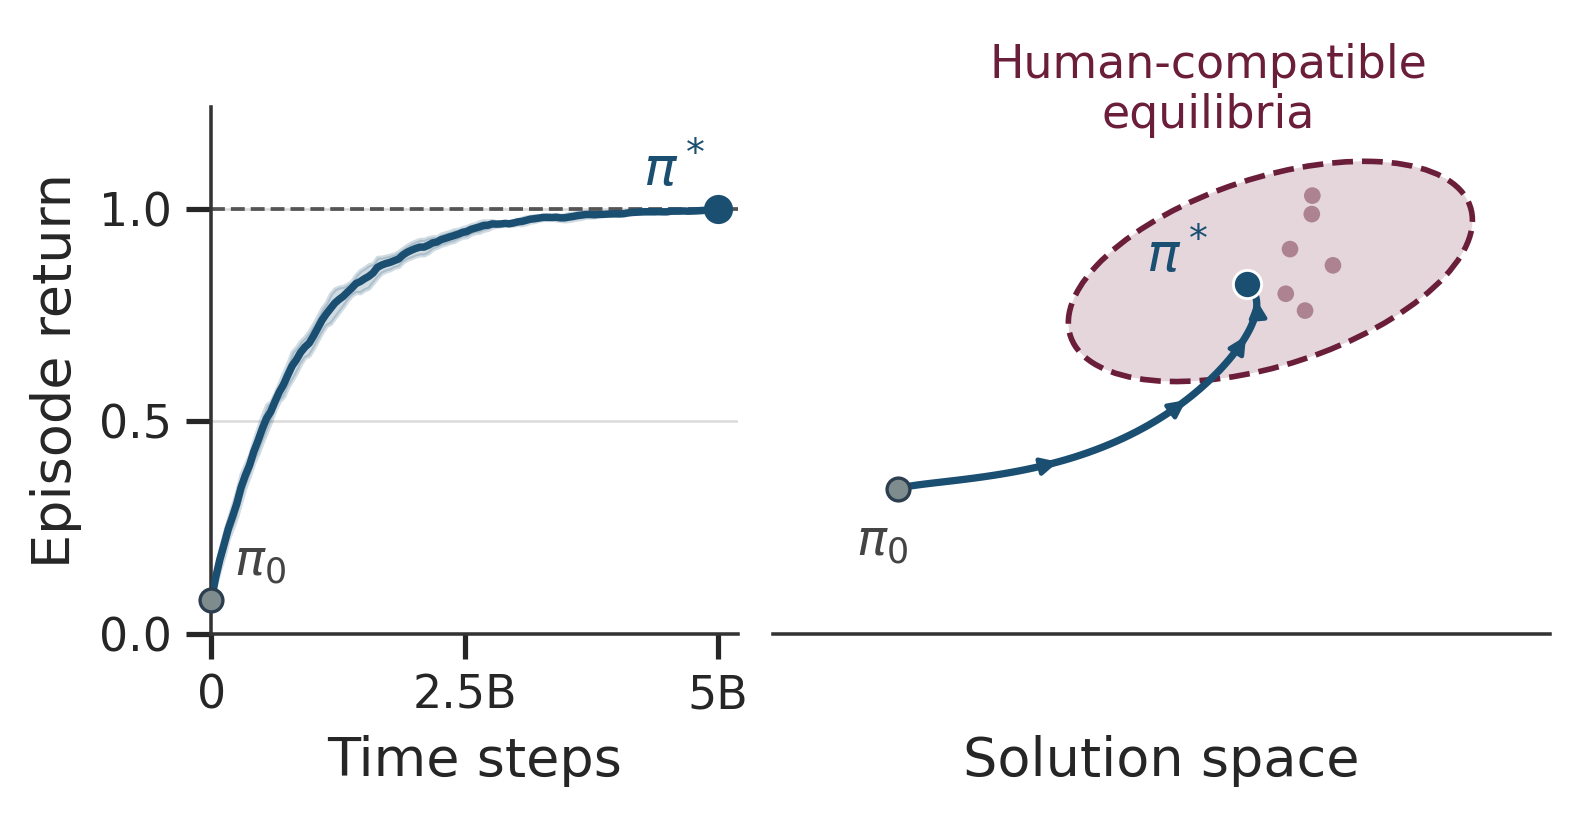 Human-compatible
equilibria
Episode return
1.0
0.5
0.0
π*
π₀
0
2.5B
5B
Time steps
π*
π₀
Solution space